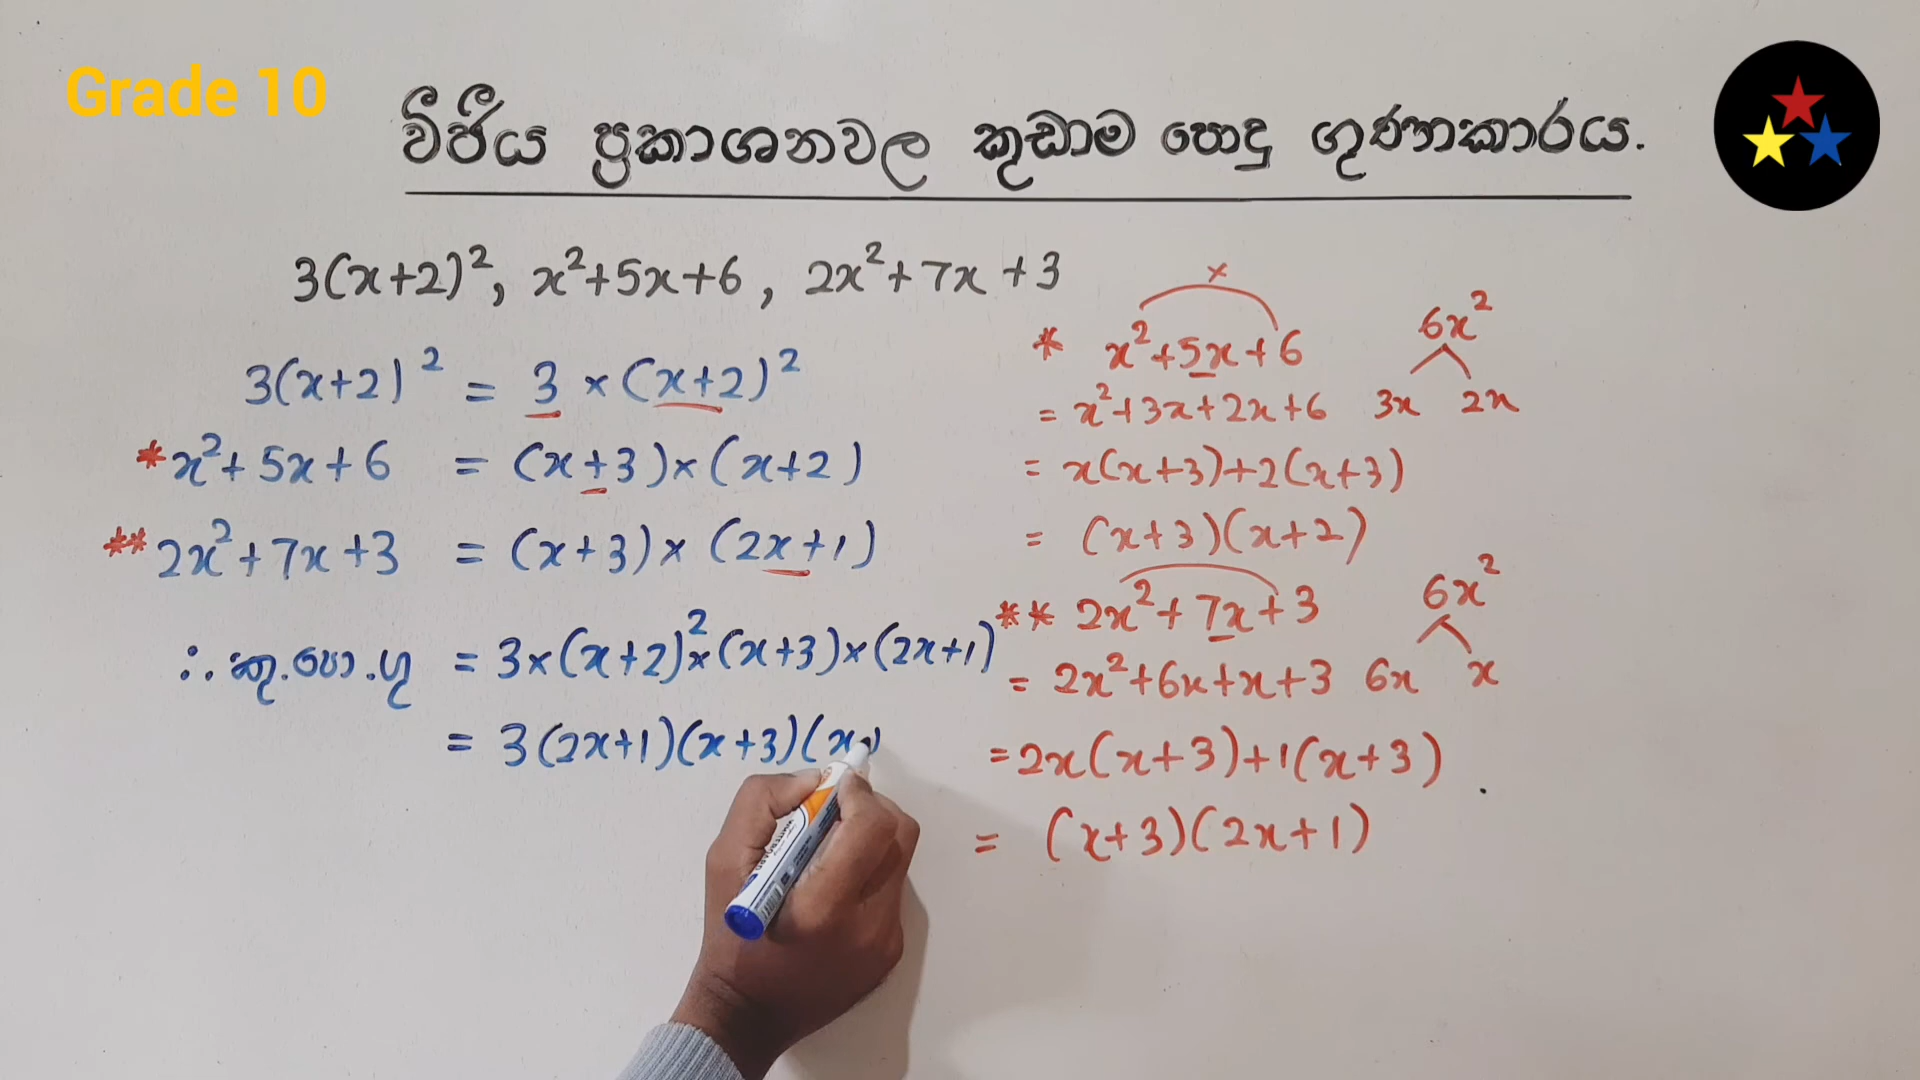 Grade 10
වීජීය ප්‍රකාශනවල කුඩාම පොදු ගුණාකාරය.
3(x+2)², x²+5x+6, 2x²+7x+3
3(x+2)² = 3 × (x+2)²
*x²+5x+6 = (x+3)×(x+2)
**2x²+7x+3 = (x+3)×(2x+1)
∴ කු.පො.ගු = 3×(x+2)²×(x+3)×(2x+1)
= 3(2x+1)(x+3)(x
×
* x²+5x+6
6x²
3x 2x
= x²+3x+2x+6
= x(x+3)+2(x+3)
= (x+3)(x+2)
** 2x²+7x+3
6x²
6x x
= 2x²+6x+x+3
=2x(x+3)+1(x+3)
= (x+3)(2x+1)